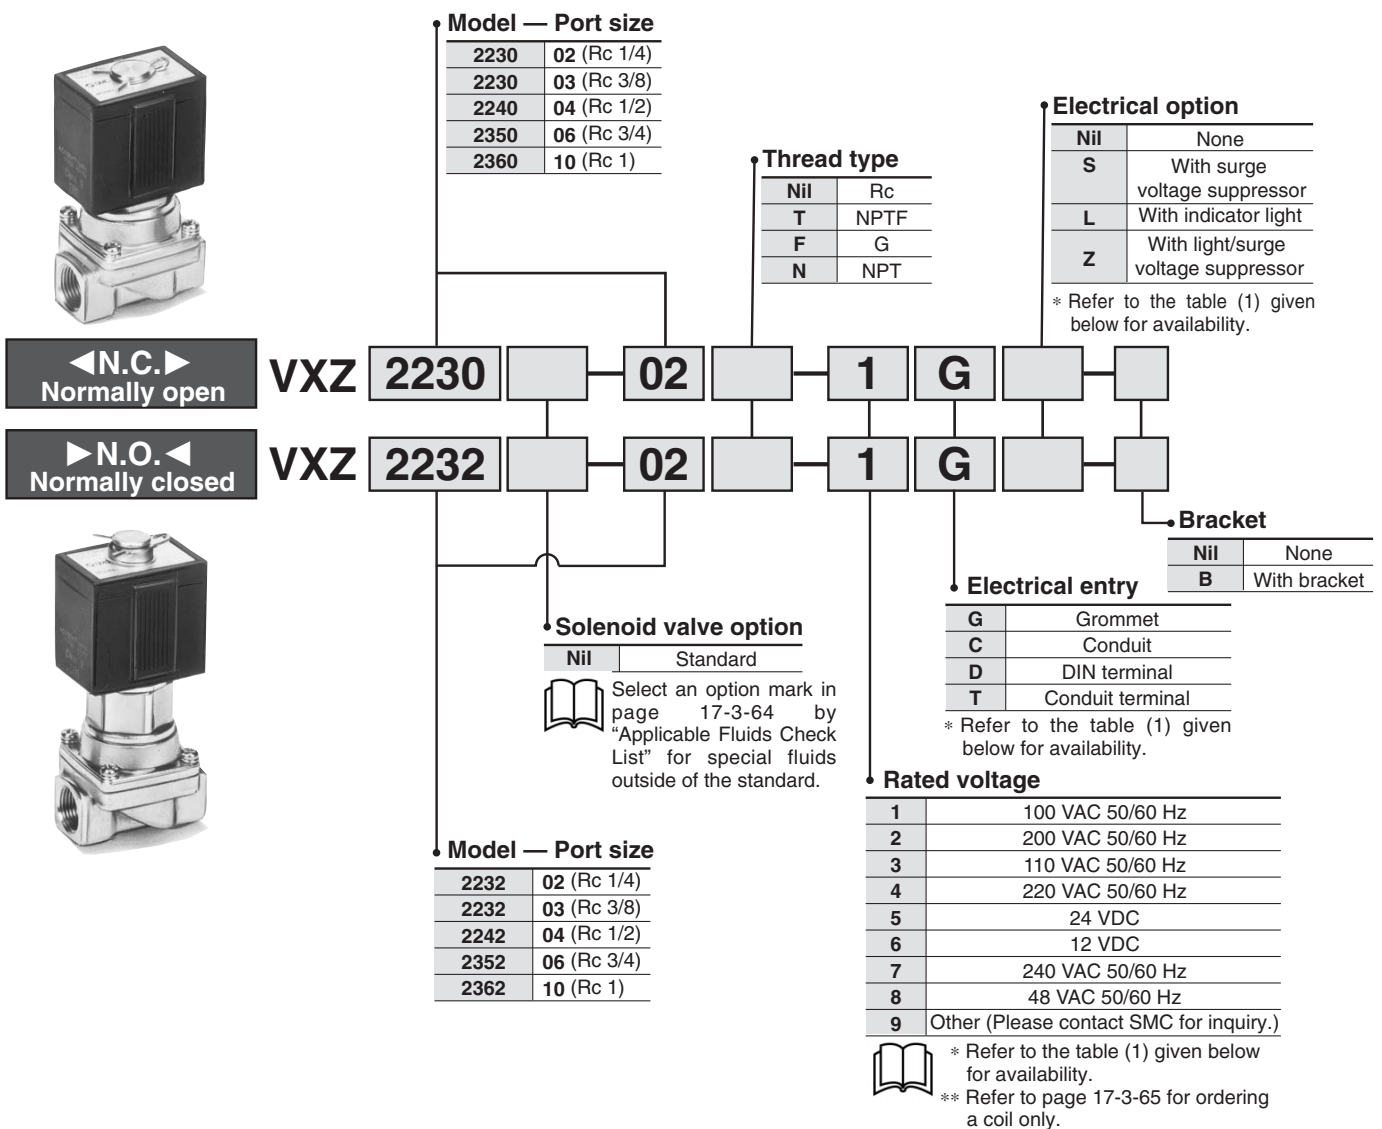 Model — Port size
2230 02 (Rc 1/4)
2230 03 (Rc 3/8)
2240 04 (Rc 1/2)
2350 06 (Rc 3/4)
2360 10 (Rc 1)
Thread type
Nil Rc
T NPTF
F G
N NPT
Electrical option
Nil None
S With surge
voltage suppressor
L With indicator light
Z With light/surge
voltage suppressor
* Refer to the table (1) given
below for availability.
◀N.C.▶
Normally open
VXZ 2230 — 02 — 1 G —
▶N.O.◀
Normally closed
VXZ 2232 — 02 — 1 G —
Bracket
Nil None
B With bracket
Electrical entry
G Grommet
C Conduit
D DIN terminal
T Conduit terminal
* Refer to the table (1) given
below for availability.
Solenoid valve option
Nil Standard
Select an option mark in
page 17-3-64 by
“Applicable Fluids Check
List” for special fluids
outside of the standard.
Rated voltage
1 100 VAC 50/60 Hz
2 200 VAC 50/60 Hz
3 110 VAC 50/60 Hz
4 220 VAC 50/60 Hz
5 24 VDC
6 12 VDC
7 240 VAC 50/60 Hz
8 48 VAC 50/60 Hz
9 Other (Please contact SMC for inquiry.)
* Refer to the table (1) given below
for availability.
** Refer to page 17-3-65 for ordering
a coil only.
Model — Port size
2232 02 (Rc 1/4)
2232 03 (Rc 3/8)
2242 04 (Rc 1/2)
2352 06 (Rc 3/4)
2362 10 (Rc 1)